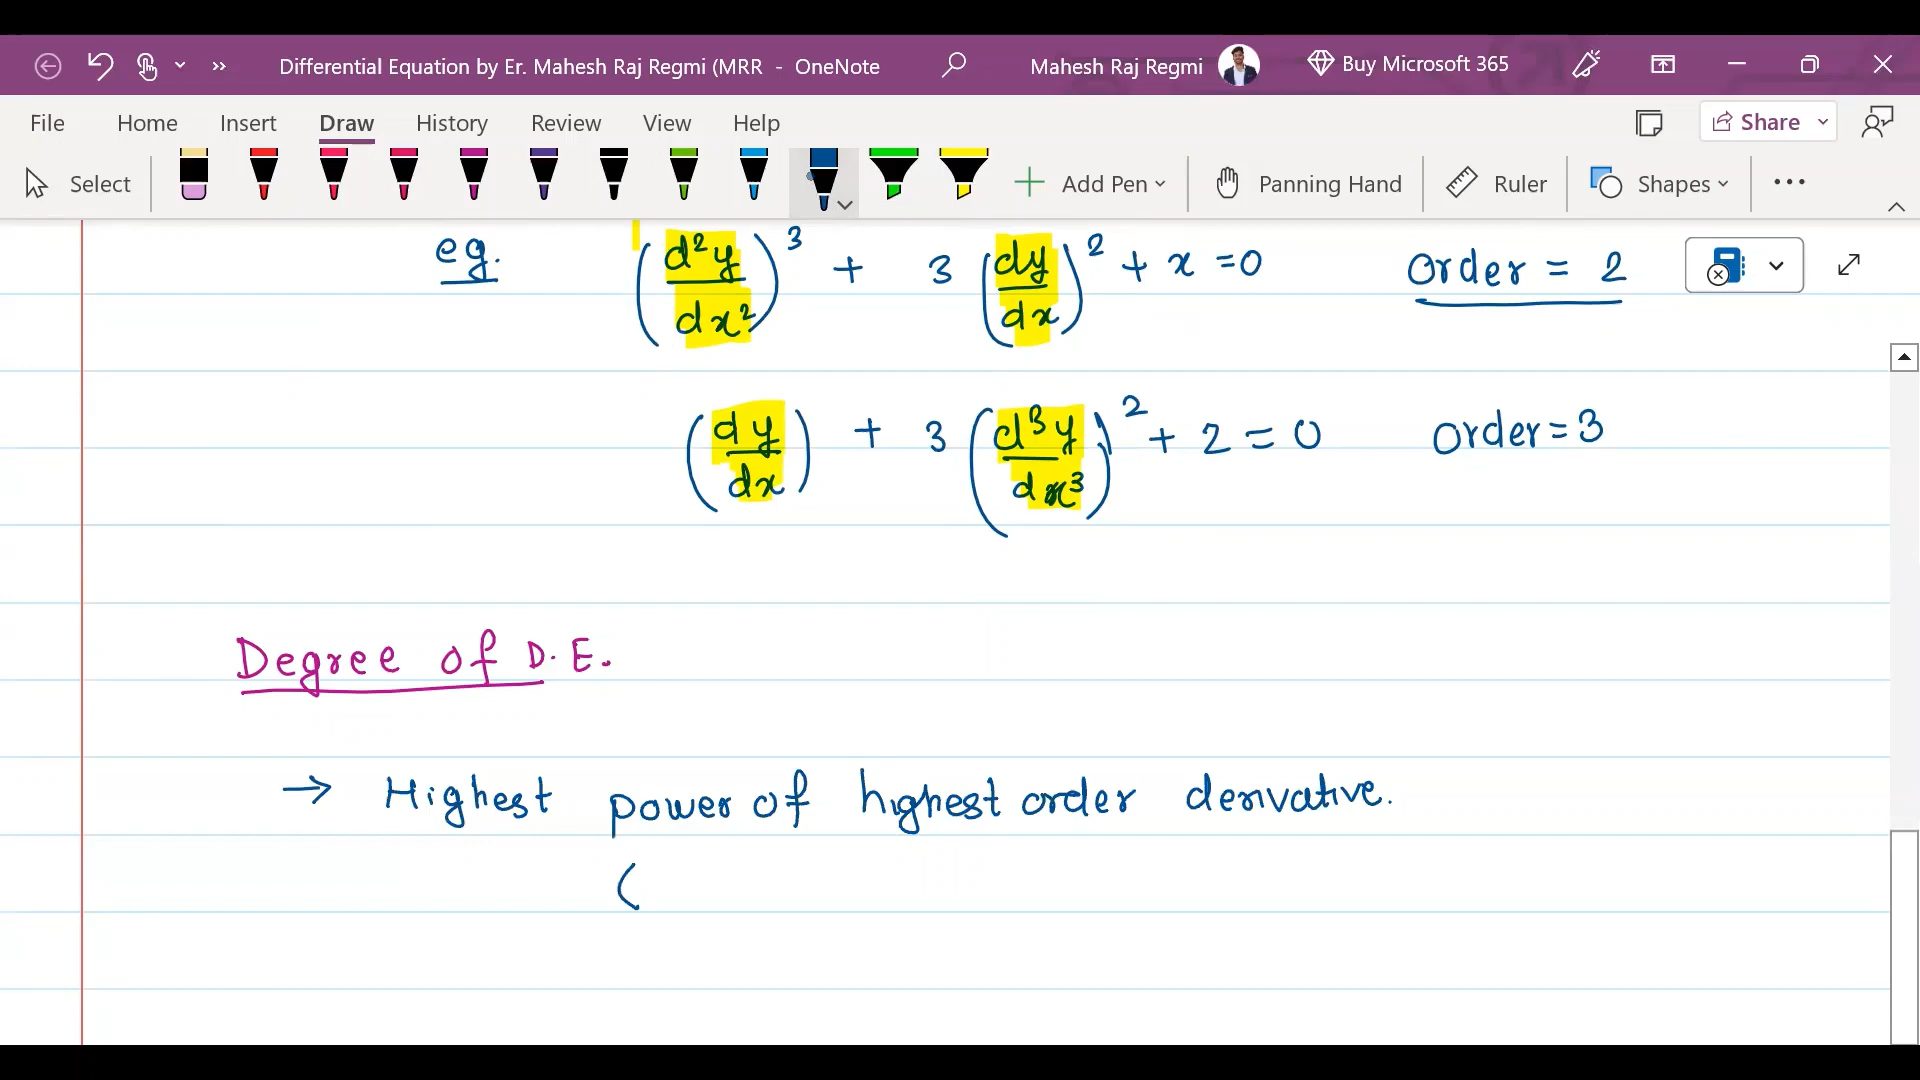 Differential Equation by Er. Mahesh Raj Regmi (MRR - OneNote Mahesh Raj Regmi Buy Microsoft 365
File Home Insert Draw History Review View Help Share
Select Add Pen Panning Hand Ruler Shapes
eg. (d²y/dx²)³ + 3 (dy/dx)² + x = 0 Order = 2
(dy/dx) + 3 (d³y/dx³)² + 2 = 0 Order = 3
Degree of D.E.
→ Highest power of highest order derivative.
(